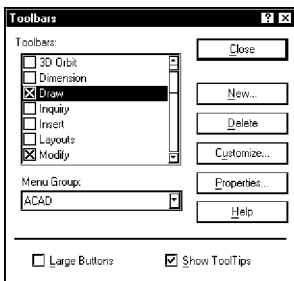 Toolbars
Toolbars:
3D Orbit
Dimension
Draw
Inquiry
Insert
Layouts
Modify
Menu Group:
ACAD
Close
New...
Delete
Customize...
Properties...
Help
Large Buttons
Show ToolTips